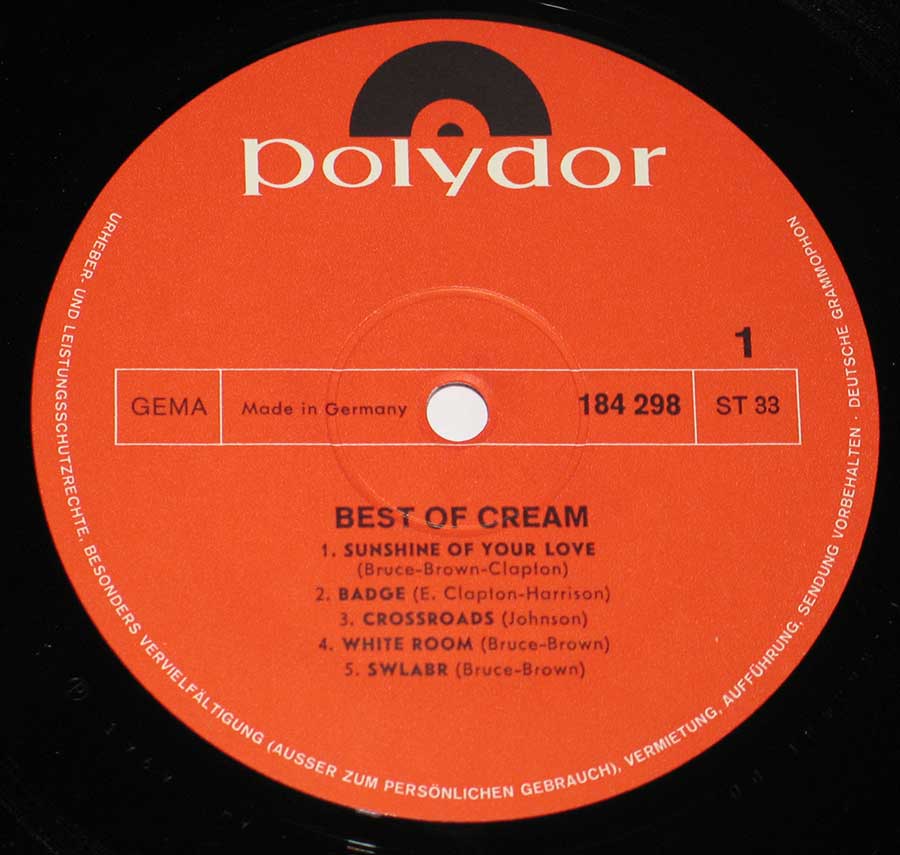 polydor
1
GEMA
Made in Germany
184 298
ST 33
BEST OF CREAM
1. SUNSHINE OF YOUR LOVE
(Bruce-Brown-Clapton)
2. BADGE (E. Clapton-Harrison)
3. CROSSROADS (Johnson)
4. WHITE ROOM (Bruce-Brown)
5. SWLABR (Bruce-Brown)
URHEBER- UND LEISTUNGSSCHUTZRECHTE, BESONDERS VERVIELFÄLTIGUNG (AUSSER ZUM PERSÖNLICHEN GEBRAUCH), VERMIETUNG, AUFFÜHRUNG, SENDUNG VORBEHALTEN · DEUTSCHE GRAMMOPHON